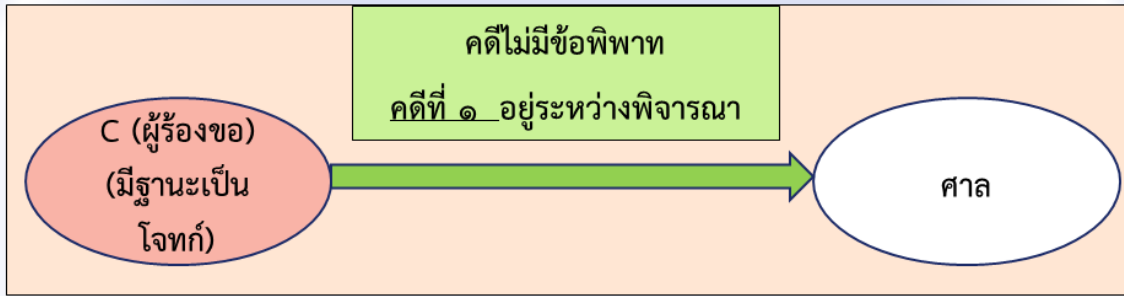 คดีไม่มีข้อพิพาท
คดีที่ ๑ อยู่ระหว่างพิจารณา
C (ผู้ร้องขอ)
(มีฐานะเป็น
โจทก์)
ศาล